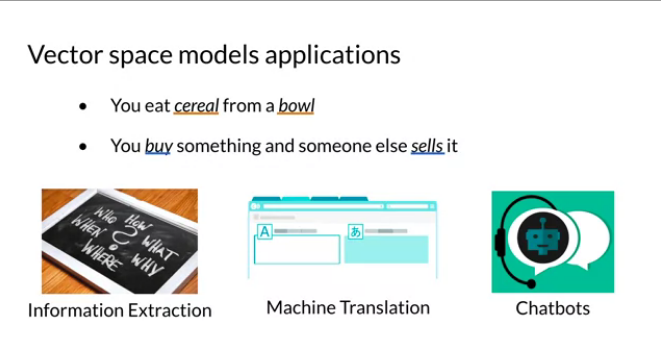 Vector space models applications
• You eat cereal from a bowl
• You buy something and someone else sells it
WHO HOW
WHEN ? WHAT
WHERE WHY
A あ
Information Extraction
Machine Translation
Chatbots